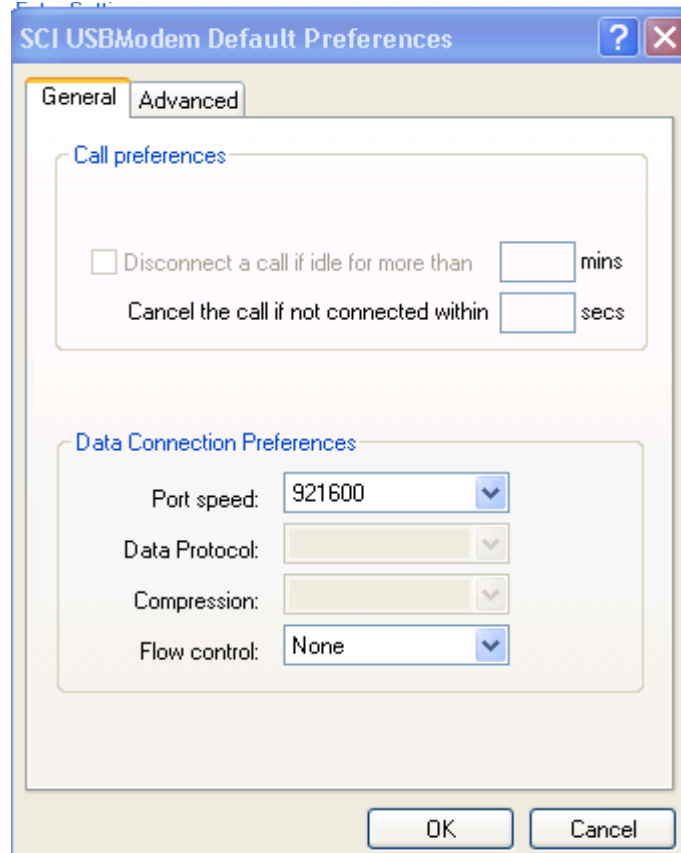 SCI USBModem Default Preferences
General
Advanced
Call preferences
Disconnect a call if idle for more than mins
Cancel the call if not connected within secs
Data Connection Preferences
Port speed: 921600
Data Protocol:
Compression:
Flow control: None
OK
Cancel